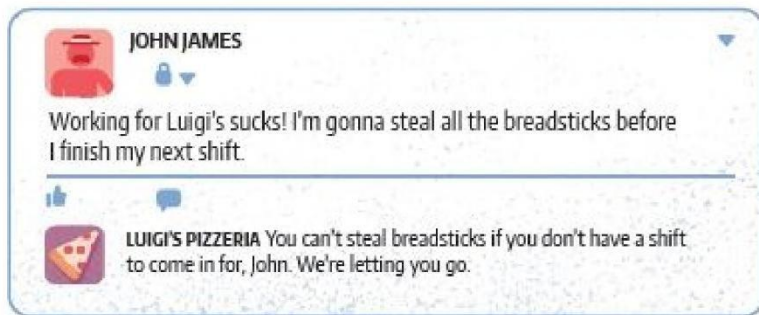 JOHN JAMES
Working for Luigi's sucks! I'm gonna steal all the breadsticks before
I finish my next shift.
LUIGI'S PIZZERIA You can't steal breadsticks if you don't have a shift
to come in for, John. We're letting you go.